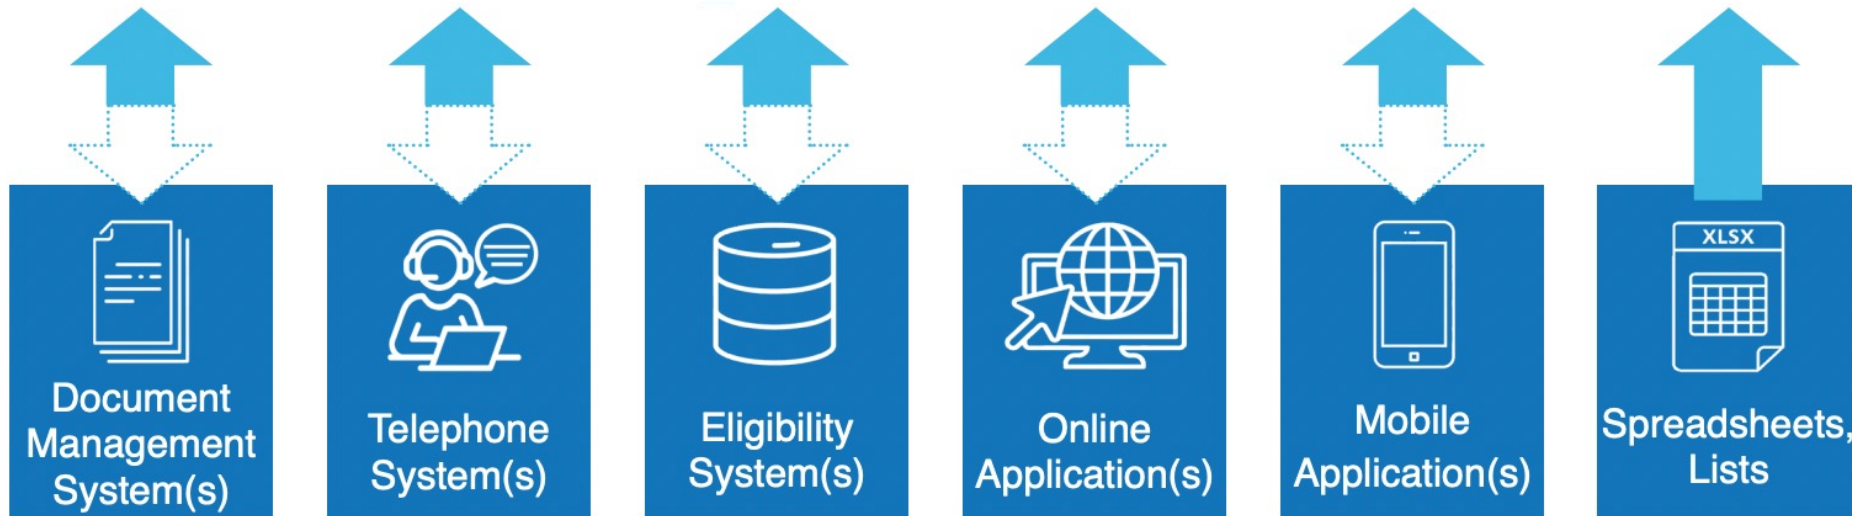 Document
Management
System(s)
Telephone
System(s)
Eligibility
System(s)
Online
Application(s)
Mobile
Application(s)
XLSX
Spreadsheets,
Lists